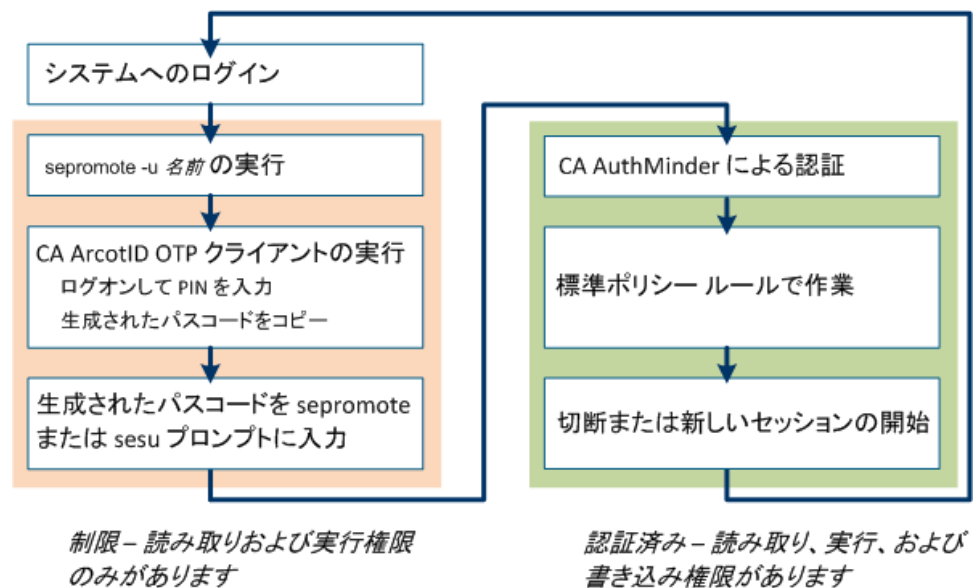 システムへのログイン
sepromote -u 名前 の実行
CA ArcotID OTP クライアントの実行
ログオンして PIN を入力
生成されたパスコードをコピー
生成されたパスコードを sepromote
または sesu プロンプトに入力
制限 – 読み取りおよび実行権限
のみがあります
CA AuthMinder による認証
標準ポリシー ルールで作業
切断または新しいセッションの開始
認証済み – 読み取り、実行、および
書き込み権限があります